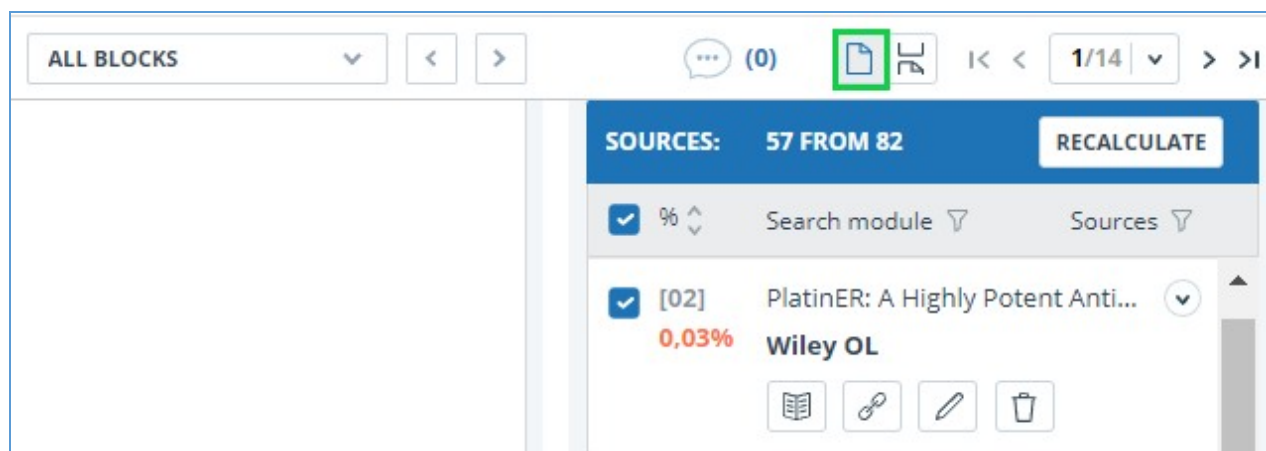 ALL BLOCKS
(0)
1/14
SOURCES: 57 FROM 82 RECALCULATE
% Search module Sources
[02] PlatinER: A Highly Potent Anti...
0,03% Wiley OL